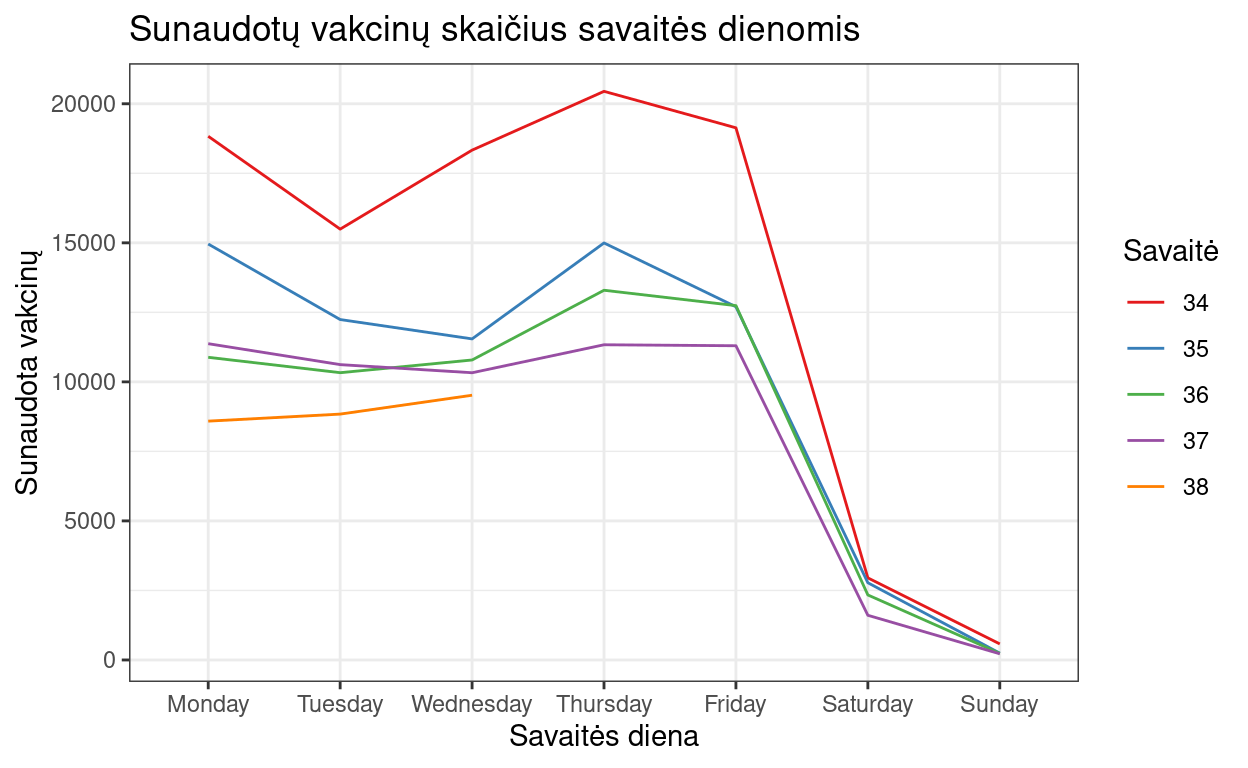 Sunaudotų vakcinų skaičius savaitės dienomis
Sunaudota vakcinų
20000
15000
10000
5000
0
Monday Tuesday Wednesday Thursday Friday Saturday Sunday
Savaitės diena
Savaitė
34
35
36
37
38